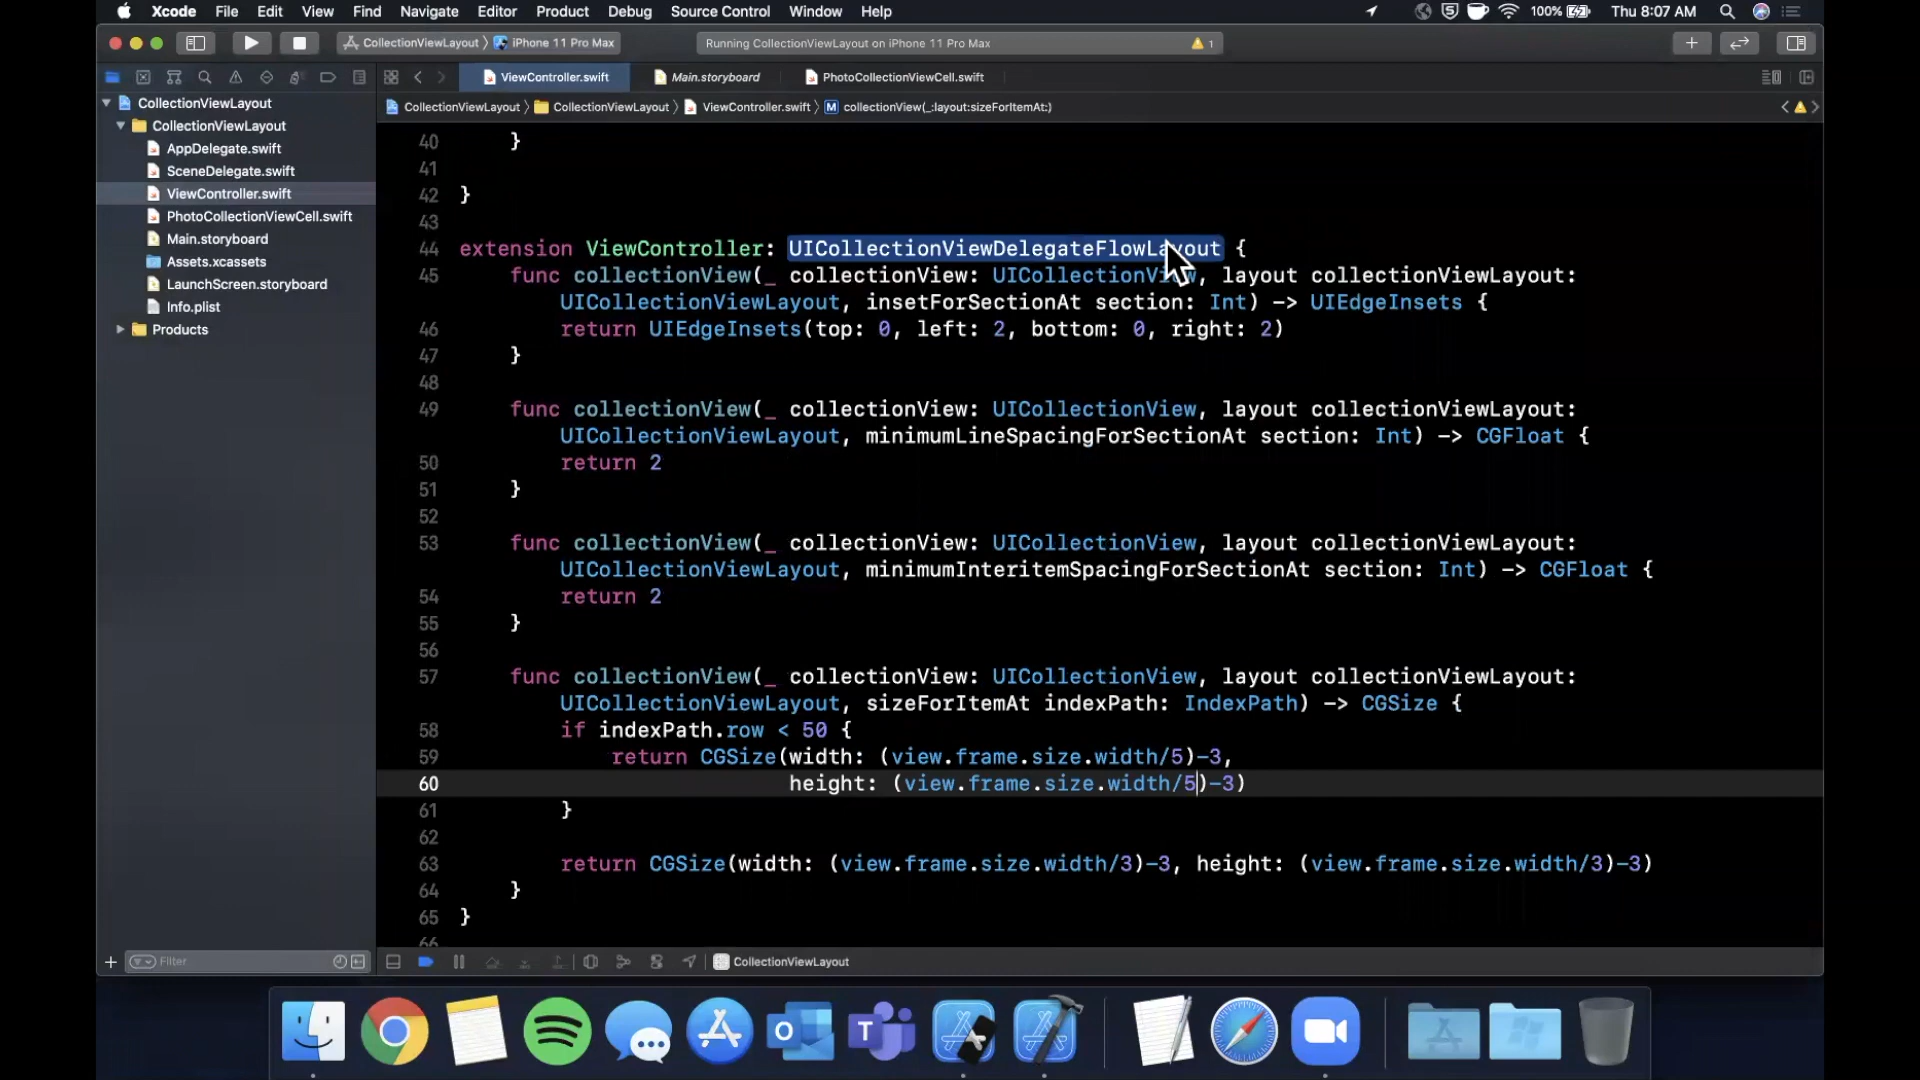 Xcode File Edit View Find Navigate Editor Product Debug Source Control Window Help 100% Thu 8:07 AM
CollectionViewLayout iPhone 11 Pro Max Running CollectionViewLayout on iPhone 11 Pro Max 1
ViewController.swift Main.storyboard PhotoCollectionViewCell.swift
CollectionViewLayout CollectionViewLayout ViewController.swift M collectionView(_:layout:sizeForItemAt:)
CollectionViewLayout
CollectionViewLayout
AppDelegate.swift
SceneDelegate.swift
ViewController.swift
PhotoCollectionViewCell.swift
Main.storyboard
Assets.xcassets
LaunchScreen.storyboard
Info.plist
Products
Filter
40 }
41
42 }
43
44 extension ViewController: UICollectionViewDelegateFlowLayout {
45 func collectionView(_ collectionView: UICollectionView, layout collectionViewLayout:
UICollectionViewLayout, insetForSectionAt section: Int) -> UIEdgeInsets {
46 return UIEdgeInsets(top: 0, left: 2, bottom: 0, right: 2)
47 }
48
49 func collectionView(_ collectionView: UICollectionView, layout collectionViewLayout:
UICollectionViewLayout, minimumLineSpacingForSectionAt section: Int) -> CGFloat {
50 return 2
51 }
52
53 func collectionView(_ collectionView: UICollectionView, layout collectionViewLayout:
UICollectionViewLayout, minimumInteritemSpacingForSectionAt section: Int) -> CGFloat {
54 return 2
55 }
56
57 func collectionView(_ collectionView: UICollectionView, layout collectionViewLayout:
UICollectionViewLayout, sizeForItemAt indexPath: IndexPath) -> CGSize {
58 if indexPath.row < 50 {
59 return CGSize(width: (view.frame.size.width/5)-3,
60 height: (view.frame.size.width/5)-3)
61 }
62
63 return CGSize(width: (view.frame.size.width/3)-3, height: (view.frame.size.width/3)-3)
64 }
65 }
66
CollectionViewLayout